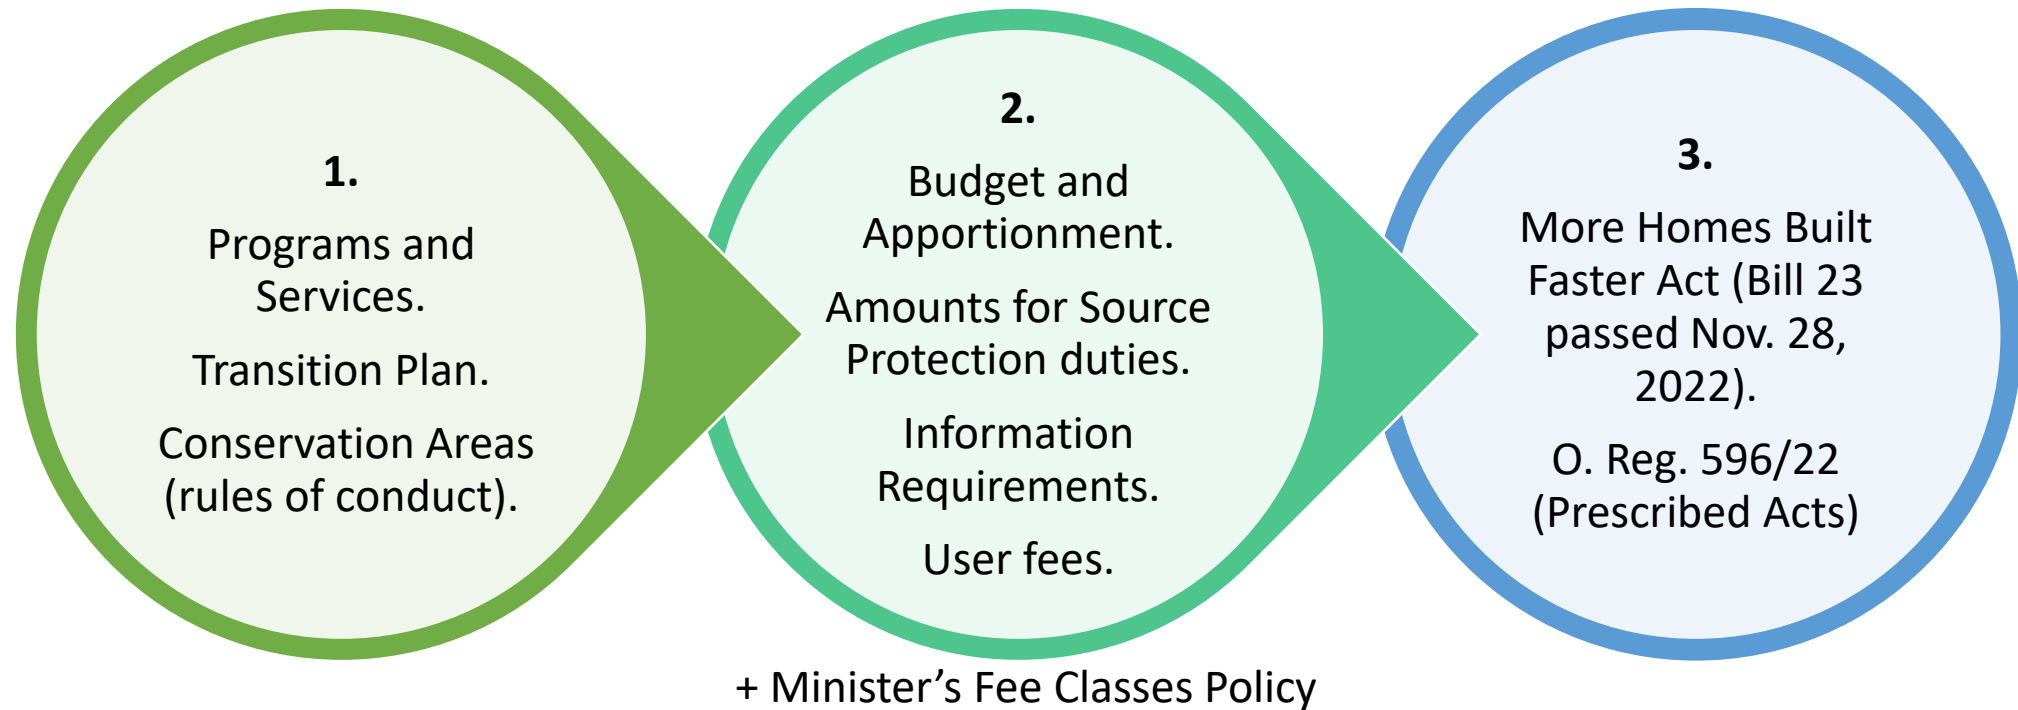 1.
Programs and
Services.
Transition Plan.
Conservation Areas
(rules of conduct).
2.
Budget and
Apportionment.
Amounts for Source
Protection duties.
Information
Requirements.
User fees.
3.
More Homes Built
Faster Act (Bill 23
passed Nov. 28,
2022).
O. Reg. 596/22
(Prescribed Acts)
+ Minister’s Fee Classes Policy